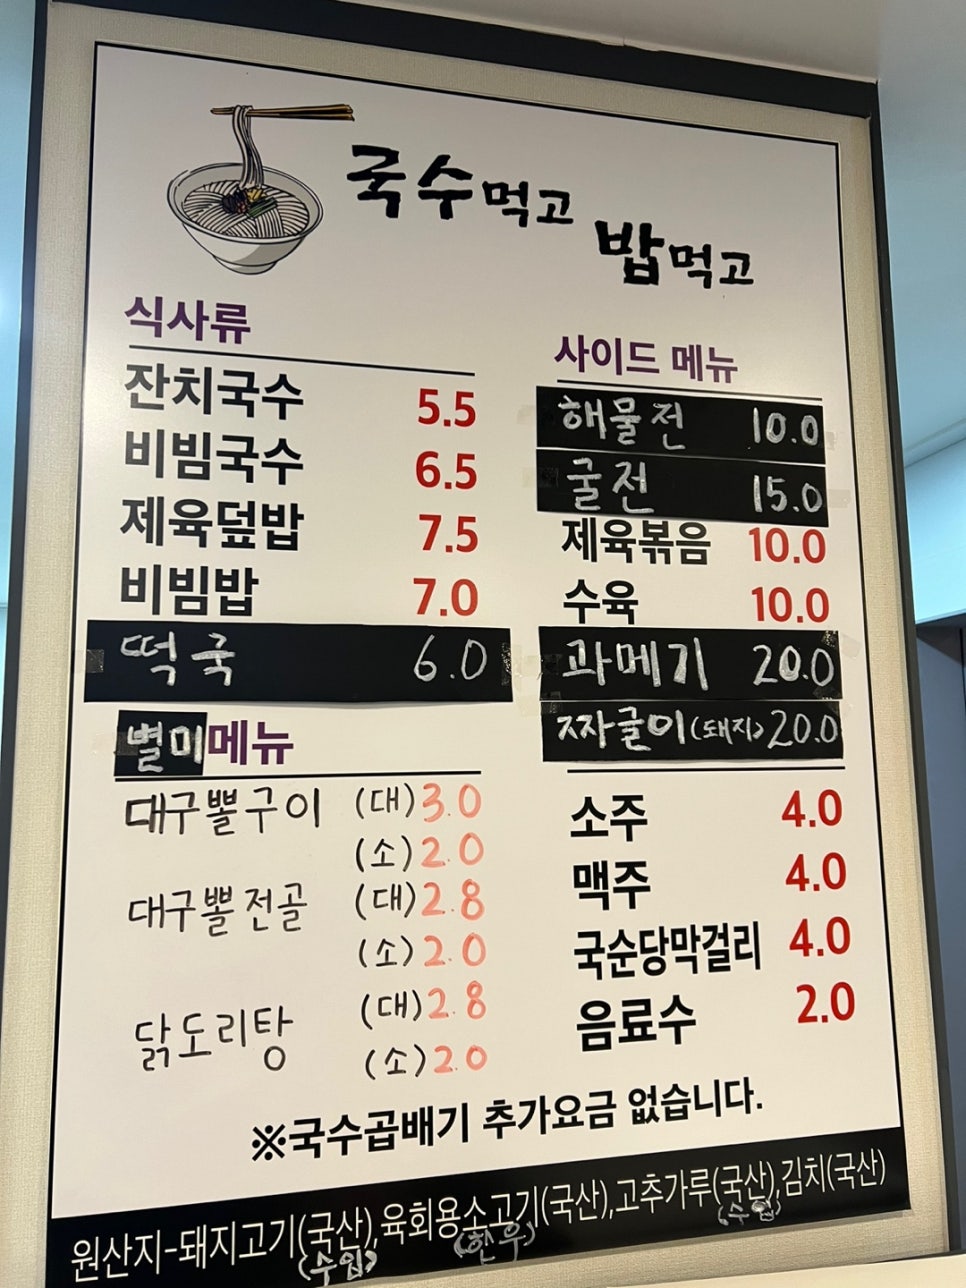 국수먹고
밥먹고
식사류
잔치국수 5.5
비빔국수 6.5
제육덮밥 7.5
비빔밥 7.0
떡국 6.0
별미메뉴
대구뽈구이 (대) 3.0
(소) 2.0
대구뽈전골 (대) 2.8
(소) 2.0
닭도리탕 (대) 2.8
(소) 2.0
사이드 메뉴
해물전 10.0
굴전 15.0
제육볶음 10.0
수육 10.0
과메기 20.0
짜글이(돼지) 20.0
소주 4.0
맥주 4.0
국순당막걸리 4.0
음료수 2.0
※국수곱배기 추가요금 없습니다.
원산지-돼지고기(국산),육회용소고기(국산),고추가루(국산),김치(국산)
(수입) (한우) (수입)